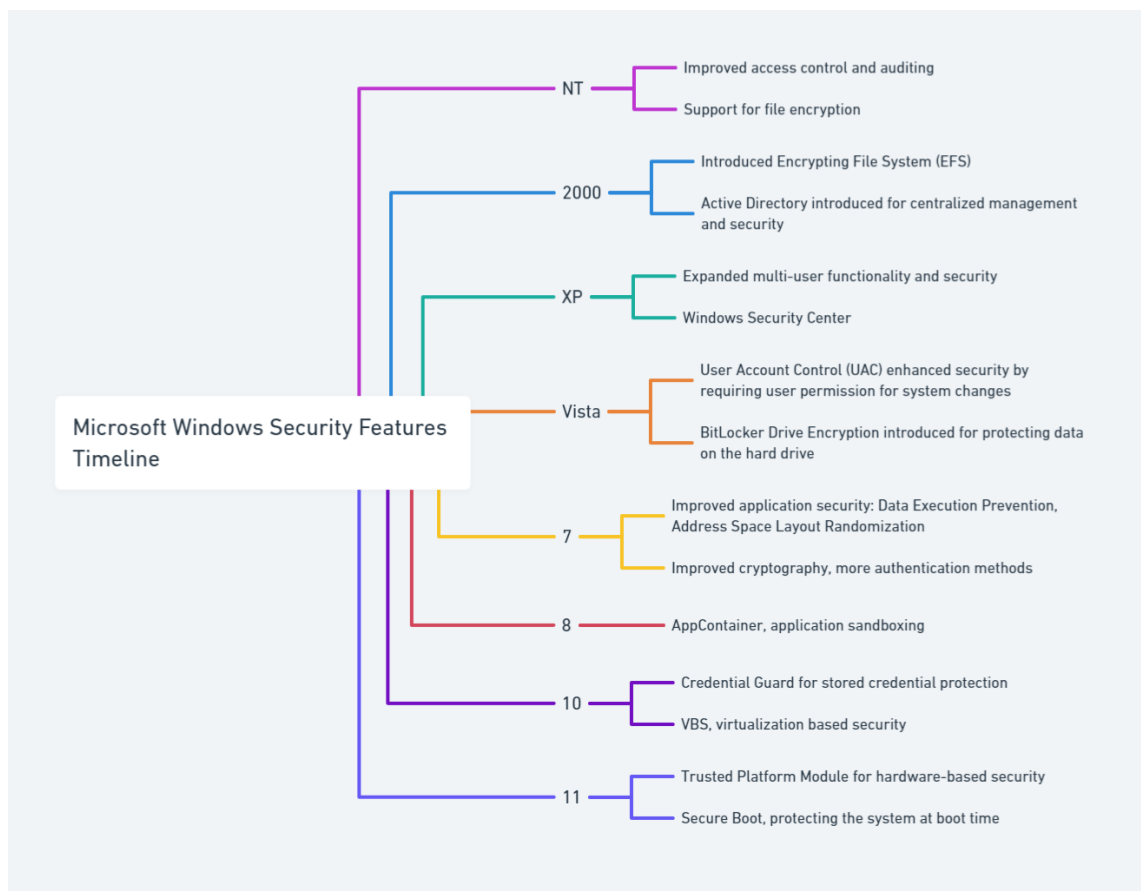 Microsoft Windows Security Features
Timeline
NT
Improved access control and auditing
Support for file encryption
2000
Introduced Encrypting File System (EFS)
Active Directory introduced for centralized management
and security
XP
Expanded multi-user functionality and security
Windows Security Center
Vista
User Account Control (UAC) enhanced security by
requiring user permission for system changes
BitLocker Drive Encryption introduced for protecting data
on the hard drive
7
Improved application security: Data Execution Prevention,
Address Space Layout Randomization
Improved cryptography, more authentication methods
8
AppContainer, application sandboxing
10
Credential Guard for stored credential protection
VBS, virtualization based security
11
Trusted Platform Module for hardware-based security
Secure Boot, protecting the system at boot time